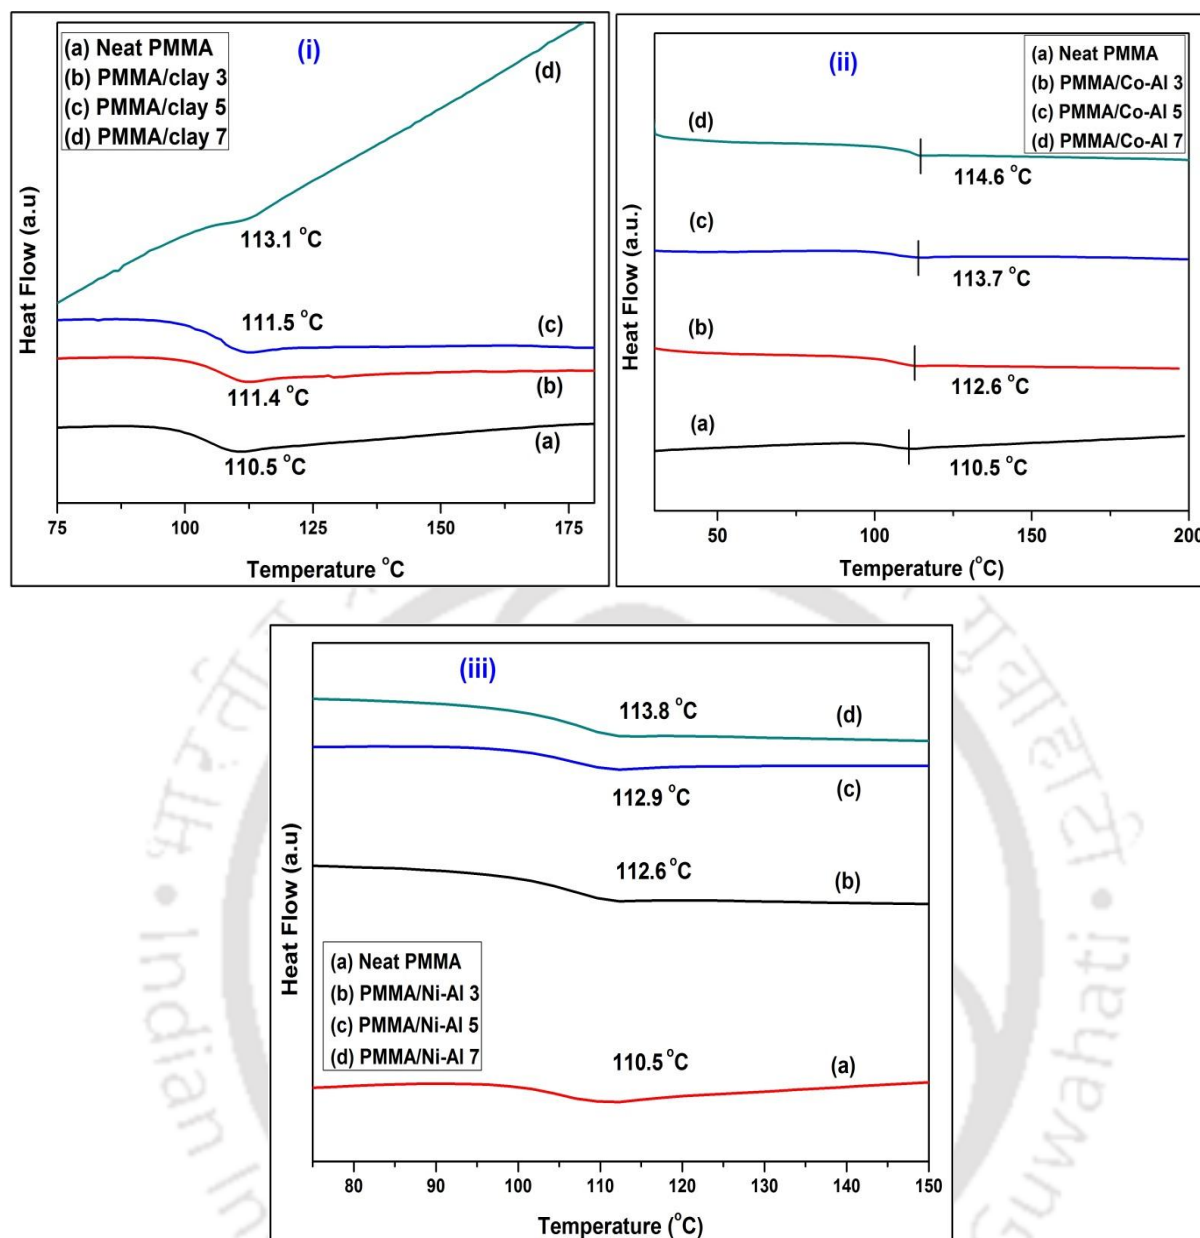 (i)
(a) Neat PMMA
(b) PMMA/clay 3
(c) PMMA/clay 5
(d) PMMA/clay 7
(d)
113.1 °C
111.5 °C
(c)
111.4 °C
(b)
110.5 °C
(a)
Heat Flow (a.u)
75 100 125 150 175
Temperature °C
(ii)
(a) Neat PMMA
(b) PMMA/Co-Al 3
(c) PMMA/Co-Al 5
(d) PMMA/Co-Al 7
(d)
114.6 °C
(c)
113.7 °C
(b)
112.6 °C
(a)
110.5 °C
Heat Flow (a.u.)
50 100 150 200
Temperature (°C)
(iii)
113.8 °C
(d)
112.9 °C
(c)
112.6 °C
(b)
(a) Neat PMMA
(b) PMMA/Ni-Al 3
(c) PMMA/Ni-Al 5
(d) PMMA/Ni-Al 7
110.5 °C
(a)
Heat Flow (a.u)
80 90 100 110 120 130 140 150
Temperature (°C)
Indian In
Guwahati